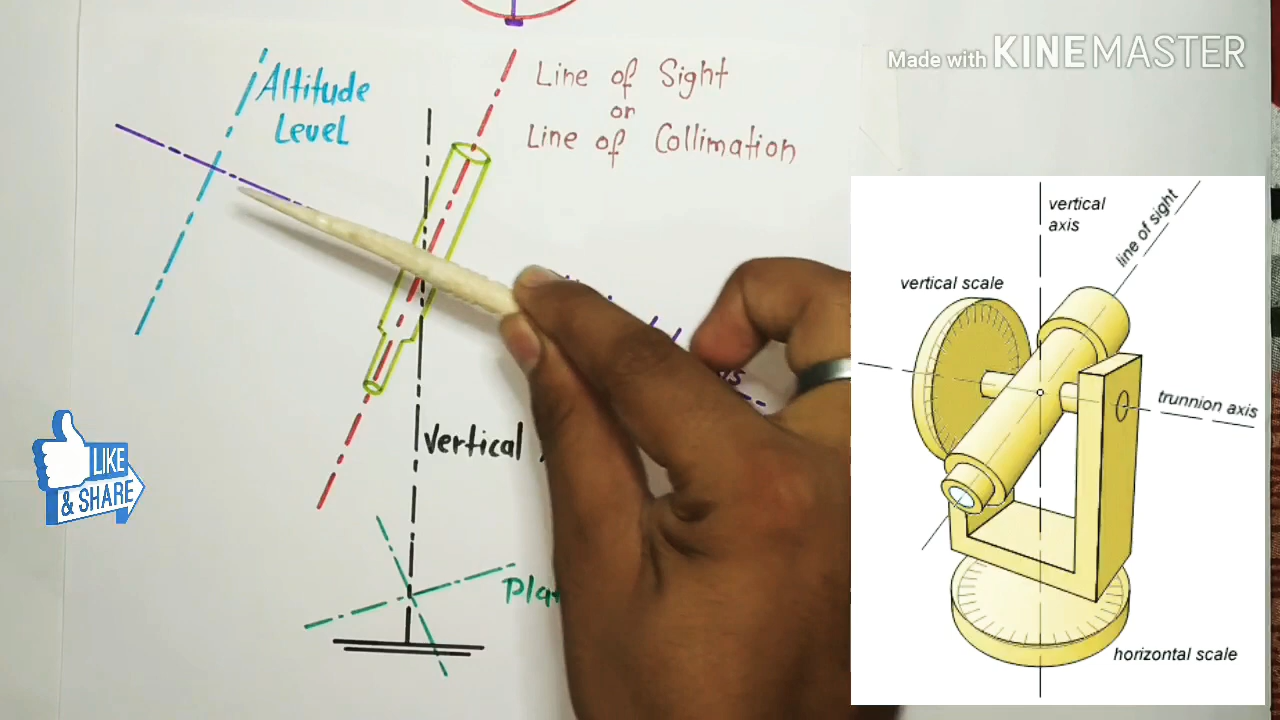 Made with KINEMASTER
Altitude
Level
Line of Sight
or
Line of Collimation
Vertical
LIKE
& SHARE
vertical
axis
line of sight
vertical scale
trunnion axis
horizontal scale